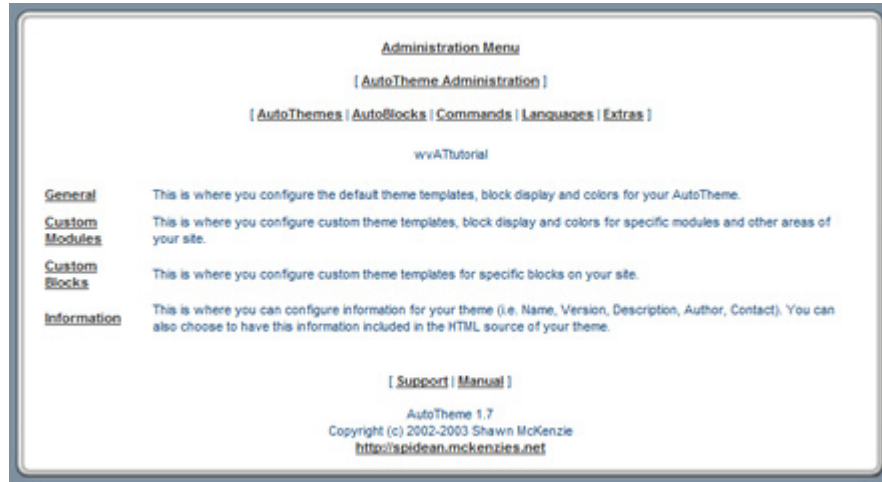 Administration Menu
[ AutoTheme Administration ]
[ AutoThemes | AutoBlocks | Commands | Languages | Extras ]
wvATtutorial
General This is where you configure the default theme templates, block display and colors for your AutoTheme.
Custom Modules This is where you configure custom theme templates, block display and colors for specific modules and other areas of
your site.
Custom Blocks This is where you configure custom theme templates for specific blocks on your site.
Information This is where you can configure information for your theme (i.e. Name, Version, Description, Author, Contact). You can
also choose to have this information included in the HTML source of your theme.
[ Support | Manual ]
AutoTheme 1.7
Copyright (c) 2002-2003 Shawn McKenzie
http://spidean.mckenzies.net